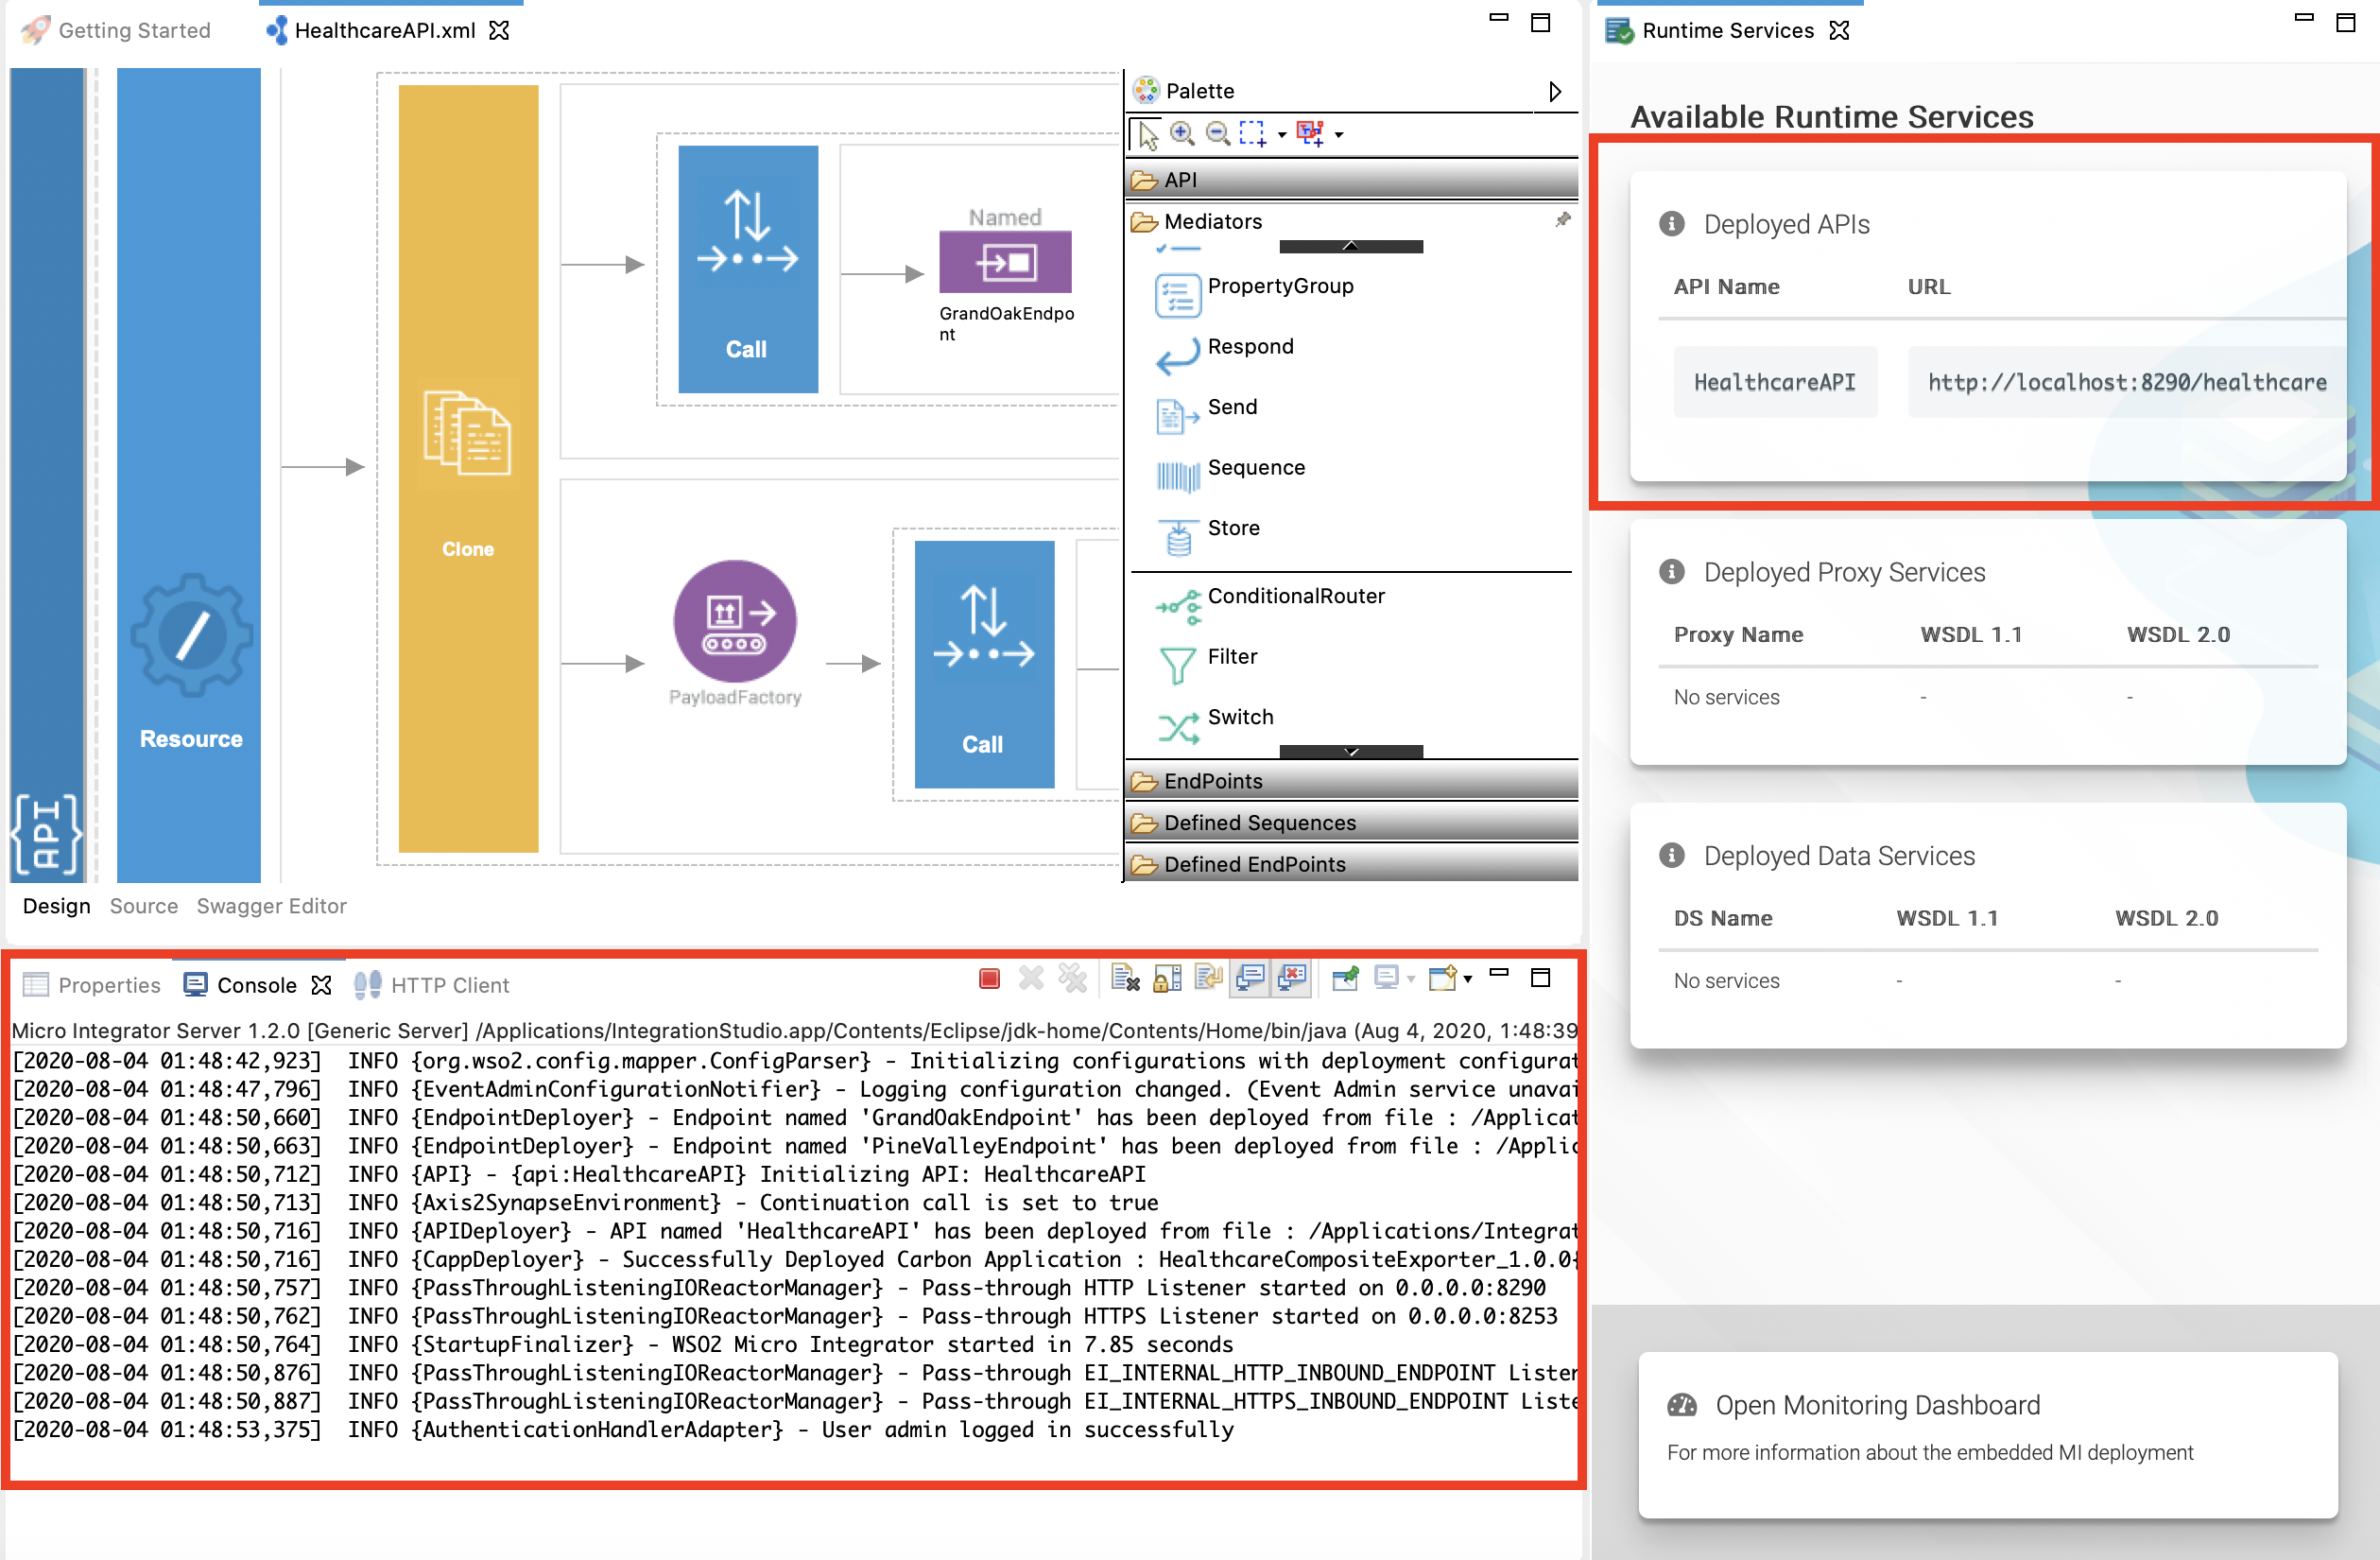 Getting Started
HealthcareAPI.xml
API
Resource
Clone
Call
Named
GrandOakEndpo
nt
PayloadFactory
Call
Palette
API
Mediators
PropertyGroup
Respond
Send
Sequence
Store
ConditionalRouter
Filter
Switch
EndPoints
Defined Sequences
Defined EndPoints
Design Source Swagger Editor
Properties Console HTTP Client
Micro Integrator Server 1.2.0 [Generic Server] /Applications/IntegrationStudio.app/Contents/Eclipse/jdk-home/Contents/Home/bin/java (Aug 4, 2020, 1:48:39
[2020-08-04 01:48:42,923]  INFO {org.wso2.config.mapper.ConfigParser} - Initializing configurations with deployment configurat
[2020-08-04 01:48:47,796]  INFO {EventAdminConfigurationNotifier} - Logging configuration changed. (Event Admin service unavai
[2020-08-04 01:48:50,660]  INFO {EndpointDeployer} - Endpoint named 'GrandOakEndpoint' has been deployed from file : /Applicat
[2020-08-04 01:48:50,663]  INFO {EndpointDeployer} - Endpoint named 'PineValleyEndpoint' has been deployed from file : /Applic
[2020-08-04 01:48:50,712]  INFO {API} - {api:HealthcareAPI} Initializing API: HealthcareAPI
[2020-08-04 01:48:50,713]  INFO {Axis2SynapseEnvironment} - Continuation call is set to true
[2020-08-04 01:48:50,716]  INFO {APIDeployer} - API named 'HealthcareAPI' has been deployed from file : /Applications/Integrat
[2020-08-04 01:48:50,716]  INFO {CappDeployer} - Successfully Deployed Carbon Application : HealthcareCompositeExporter_1.0.0{
[2020-08-04 01:48:50,757]  INFO {PassThroughListeningIOReactorManager} - Pass-through HTTP Listener started on 0.0.0.0:8290
[2020-08-04 01:48:50,762]  INFO {PassThroughListeningIOReactorManager} - Pass-through HTTPS Listener started on 0.0.0.0:8253
[2020-08-04 01:48:50,764]  INFO {StartupFinalizer} - WSO2 Micro Integrator started in 7.85 seconds
[2020-08-04 01:48:50,876]  INFO {PassThroughListeningIOReactorManager} - Pass-through EI_INTERNAL_HTTP_INBOUND_ENDPOINT Listen
[2020-08-04 01:48:50,887]  INFO {PassThroughListeningIOReactorManager} - Pass-through EI_INTERNAL_HTTPS_INBOUND_ENDPOINT Liste
[2020-08-04 01:48:53,375]  INFO {AuthenticationHandlerAdapter} - User admin logged in successfully
Runtime Services
Available Runtime Services
Deployed APIs
API Name URL
HealthcareAPI http://localhost:8290/healthcare
Deployed Proxy Services
Proxy Name WSDL 1.1 WSDL 2.0
No services - -
Deployed Data Services
DS Name WSDL 1.1 WSDL 2.0
No services - -
Open Monitoring Dashboard
For more information about the embedded MI deployment